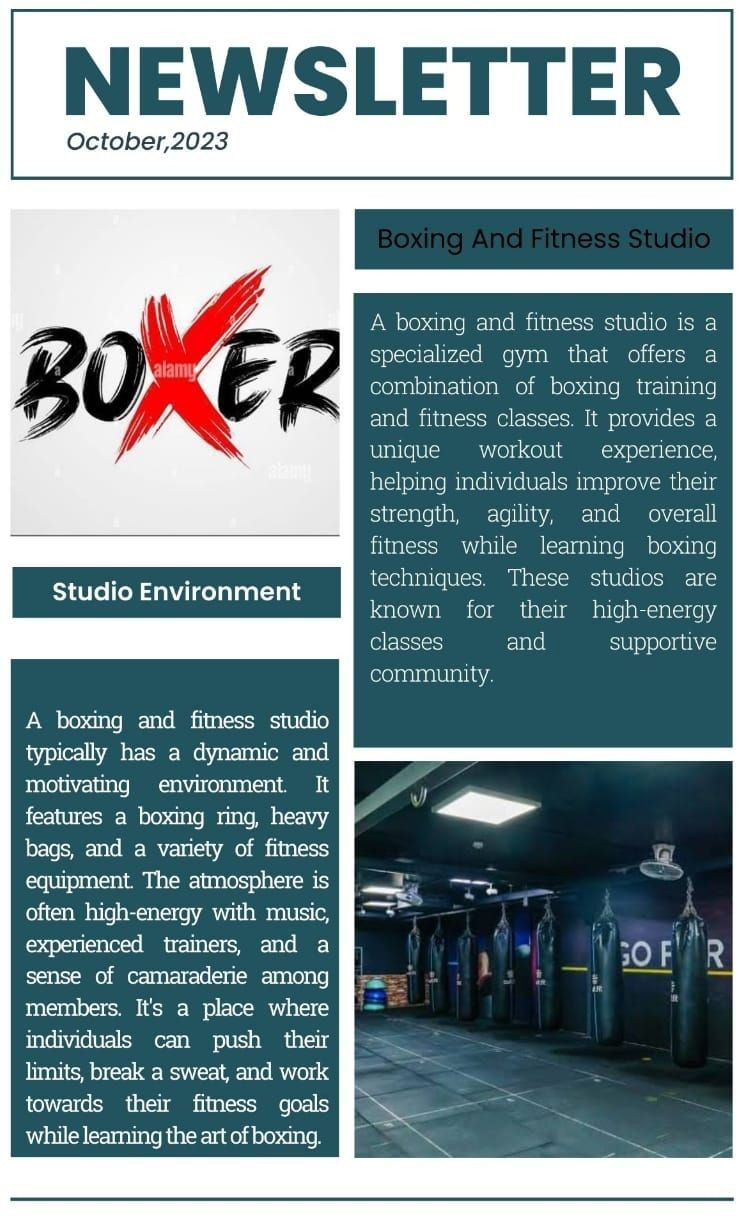 NEWSLETTER
October,2023
BOXER
alamy
alamy
a
a
a
a
a
a
Studio Environment
A boxing and fitness studio
typically has a dynamic and
motivating environment. It
features a boxing ring, heavy
bags, and a variety of fitness
equipment. The atmosphere is
often high-energy with music,
experienced trainers, and a
sense of camaraderie among
members. It's a place where
individuals can push their
limits, break a sweat, and work
towards their fitness goals
while learning the art of boxing.
Boxing And Fitness Studio
A boxing and fitness studio is a
specialized gym that offers a
combination of boxing training
and fitness classes. It provides a
unique workout experience,
helping individuals improve their
strength, agility, and overall
fitness while learning boxing
techniques. These studios are
known for their high-energy
classes and supportive
community.
GO F R